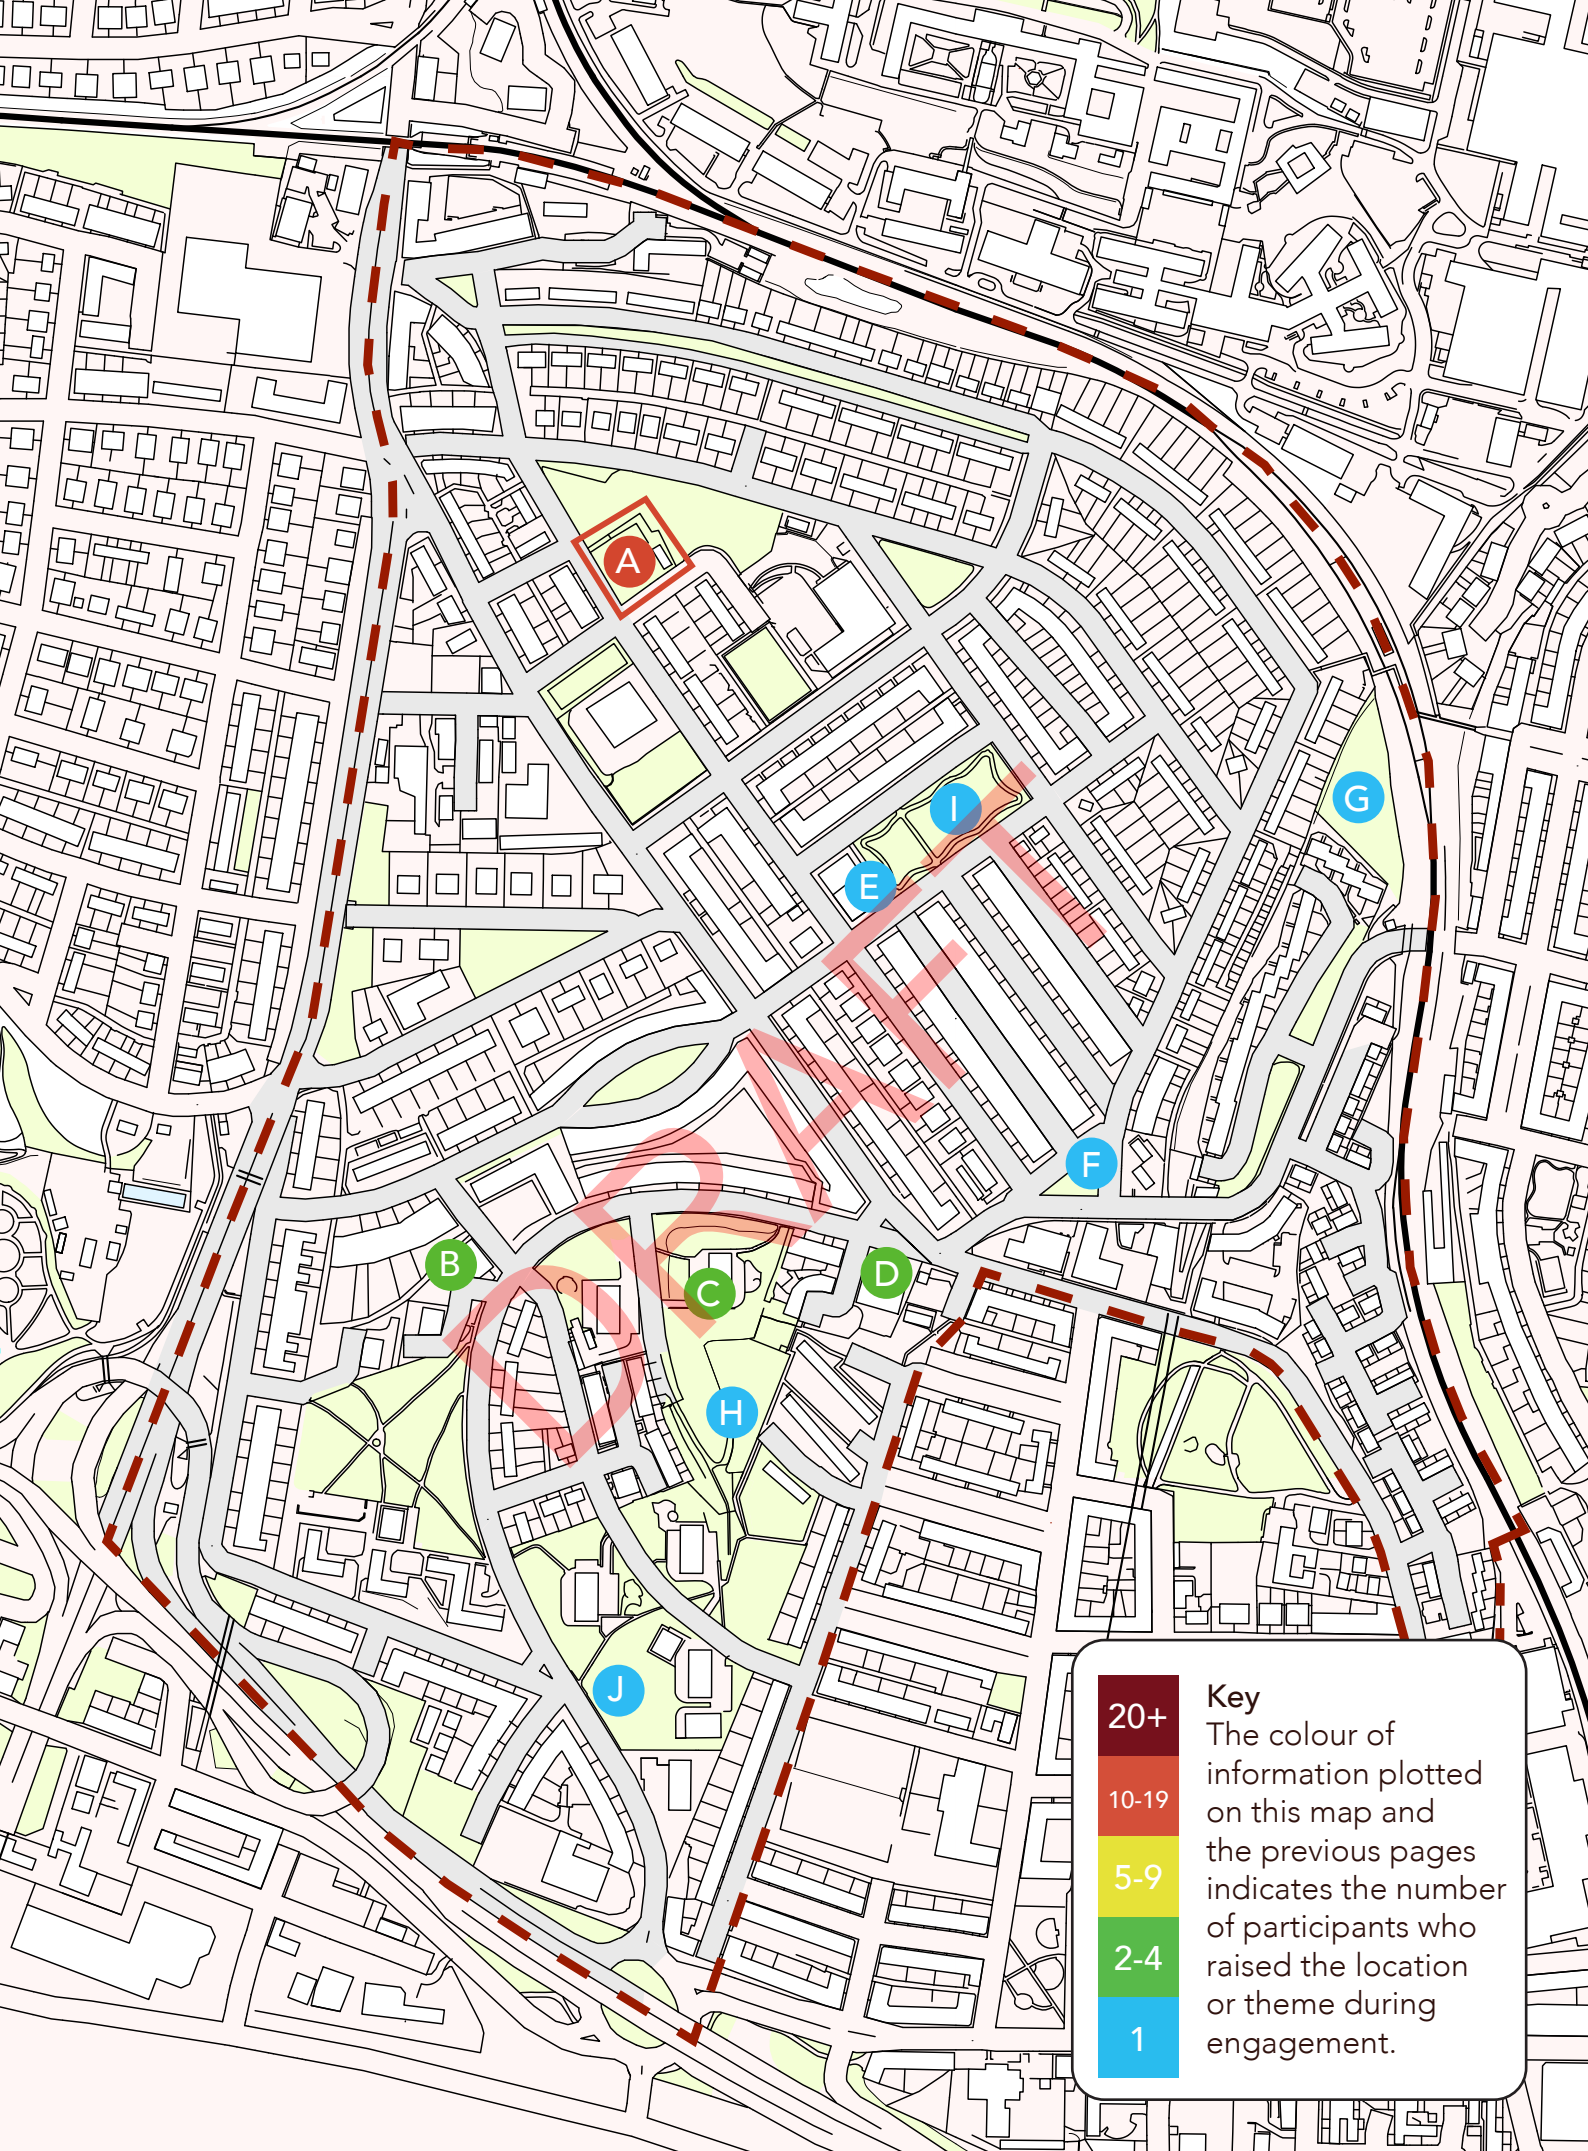 A
G
I
E
F
B
C
D
H
J
DRAFT
20+
10-19
5-9
2-4
1
Key
The colour of
information plotted
on this map and
the previous pages
indicates the number
of participants who
raised the location
or theme during
engagement.